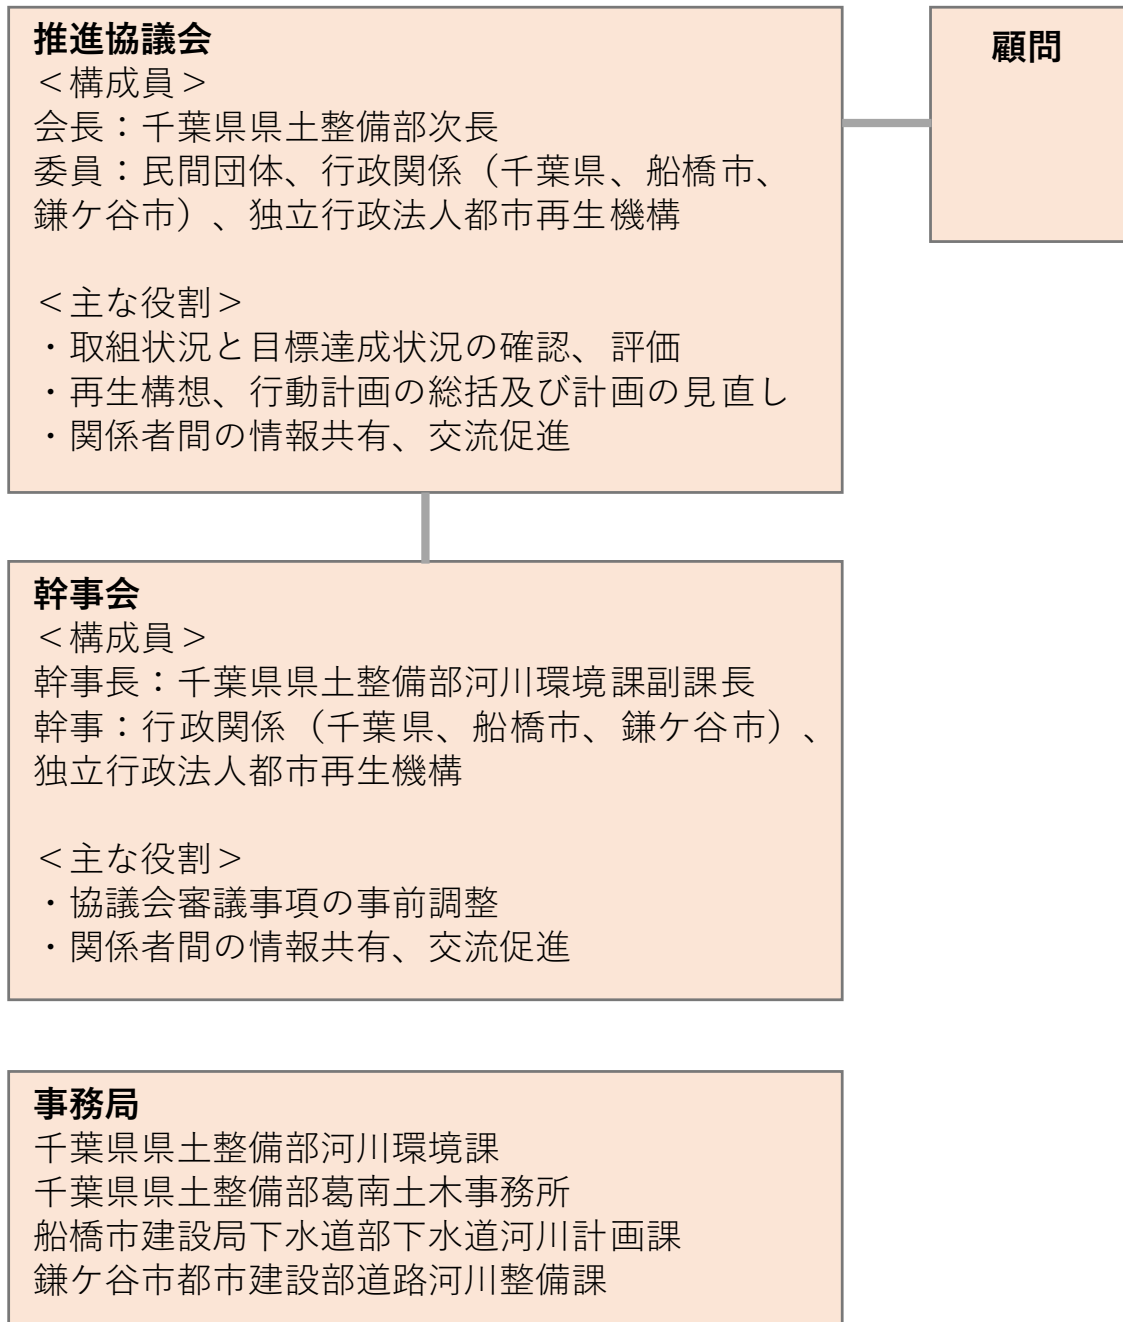 推進協議会
＜構成員＞
会長：千葉県県土整備部次長
委員：民間団体、行政関係（千葉県、船橋市、
鎌ケ谷市）、独立行政法人都市再生機構
＜主な役割＞
・取組状況と目標達成状況の確認、評価
・再生構想、行動計画の総括及び計画の見直し
・関係者間の情報共有、交流促進
顧問
幹事会
＜構成員＞
幹事長：千葉県県土整備部河川環境課副課長
幹事：行政関係（千葉県、船橋市、鎌ケ谷市）、
独立行政法人都市再生機構
＜主な役割＞
・協議会審議事項の事前調整
・関係者間の情報共有、交流促進
事務局
千葉県県土整備部河川環境課
千葉県県土整備部葛南土木事務所
船橋市建設局下水道部下水道河川計画課
鎌ケ谷市都市建設部道路河川整備課